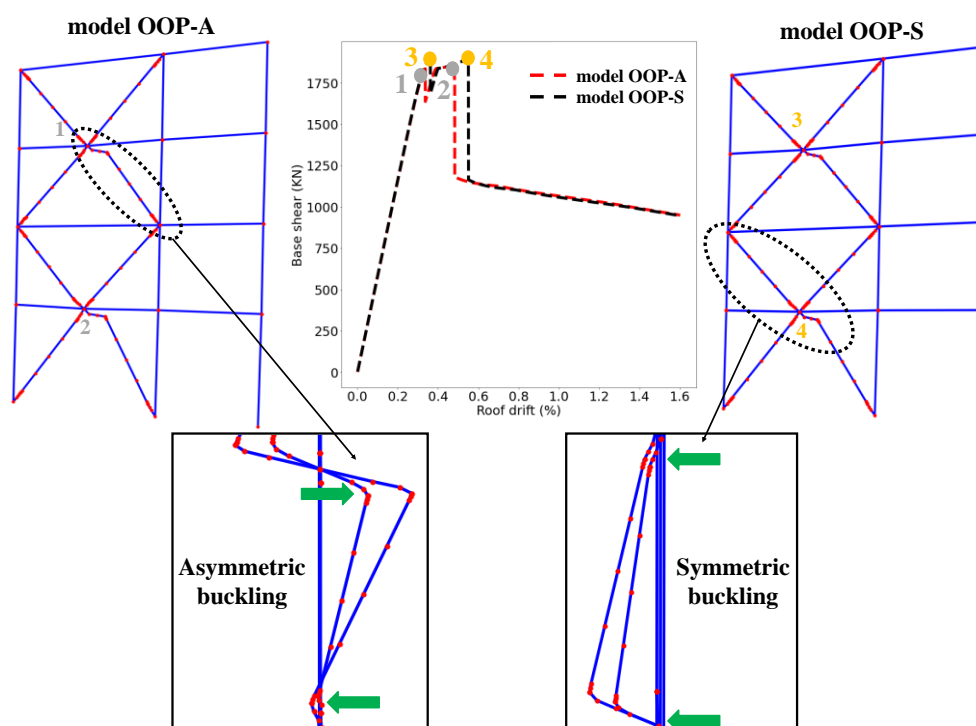 model OOP-A
model OOP-S
1
2
3
4
1
2
3
4
model OOP-A
model OOP-S
Base shear (KN)
1750
1500
1250
1000
750
500
250
0
0.0 0.2 0.4 0.6 0.8 1.0 1.2 1.4 1.6
Roof drift (%)
Asymmetric
buckling
Symmetric
buckling